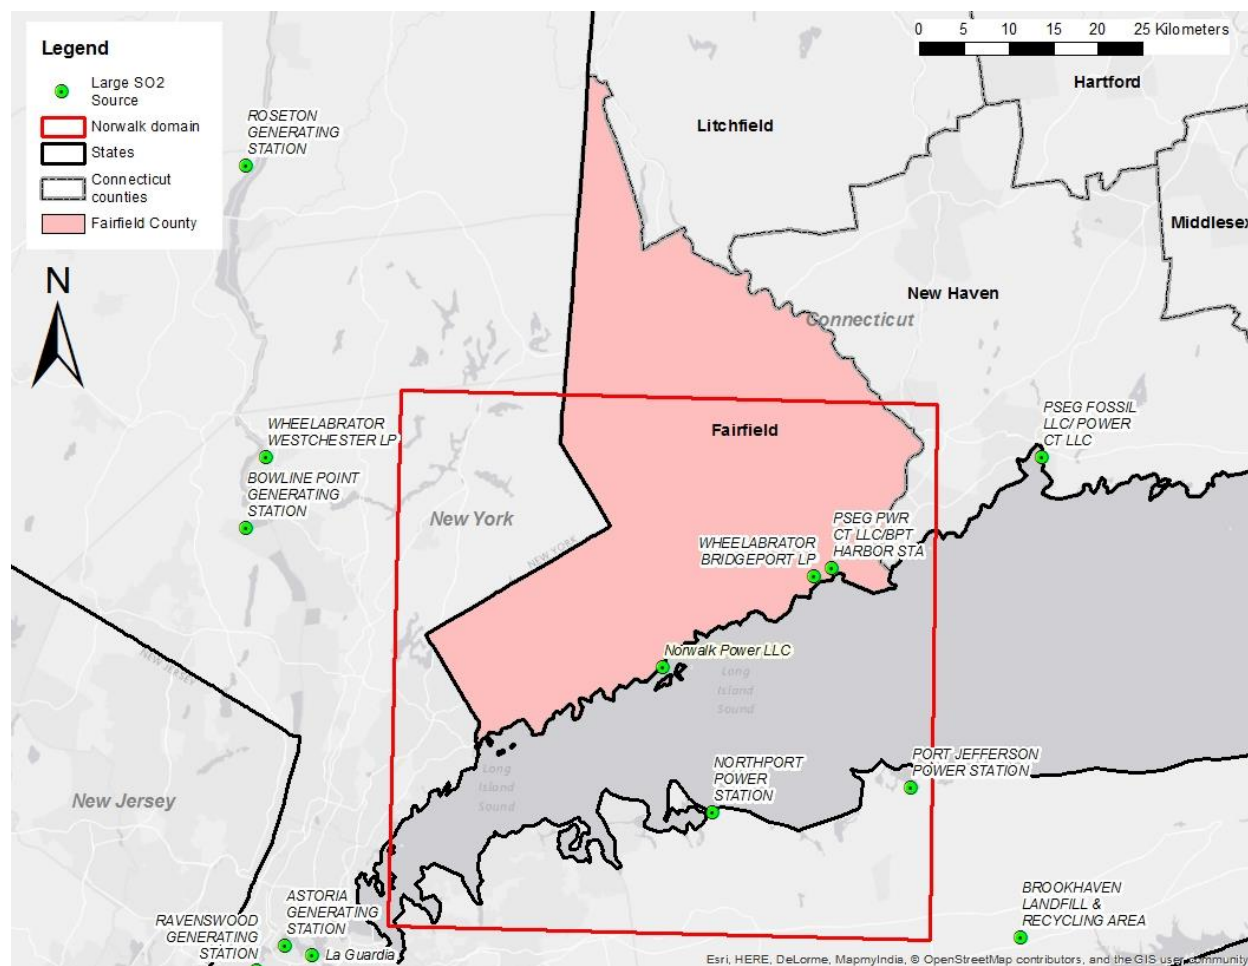 Legend
Large SO2
Source
Norwalk domain
States
Connecticut
counties
Fairfield County
0 5 10 15 20 25 Kilometers
N
ROSETON
GENERATING
STATION
Litchfield
Hartford
Middlesex
New Haven
Connecticut
Fairfield
WHEELABRATOR
WESTCHESTER LP
BOWLINE POINT
GENERATING
STATION
New York
NEW YORK
PSEG FOSSIL
LLC/ POWER
CT LLC
WHEELABRATOR
BRIDGEPORT LP
PSEG PWR
CT LLC/BPT
HARBOR STA
Norwalk Power LLC
Long
Island
Sound
NEW JERSEY
New Jersey
Long
Island
Sound
NORTHPORT
POWER
STATION
PORT JEFFERSON
POWER STATION
RAVENSWOOD
GENERATING
STATION
ASTORIA
GENERATING
STATION
La Guardia
BROOKHAVEN
LANDFILL &
RECYCLING AREA
Esri, HERE, DeLorme, MapmyIndia, © OpenStreetMap contributors, and the GIS user community